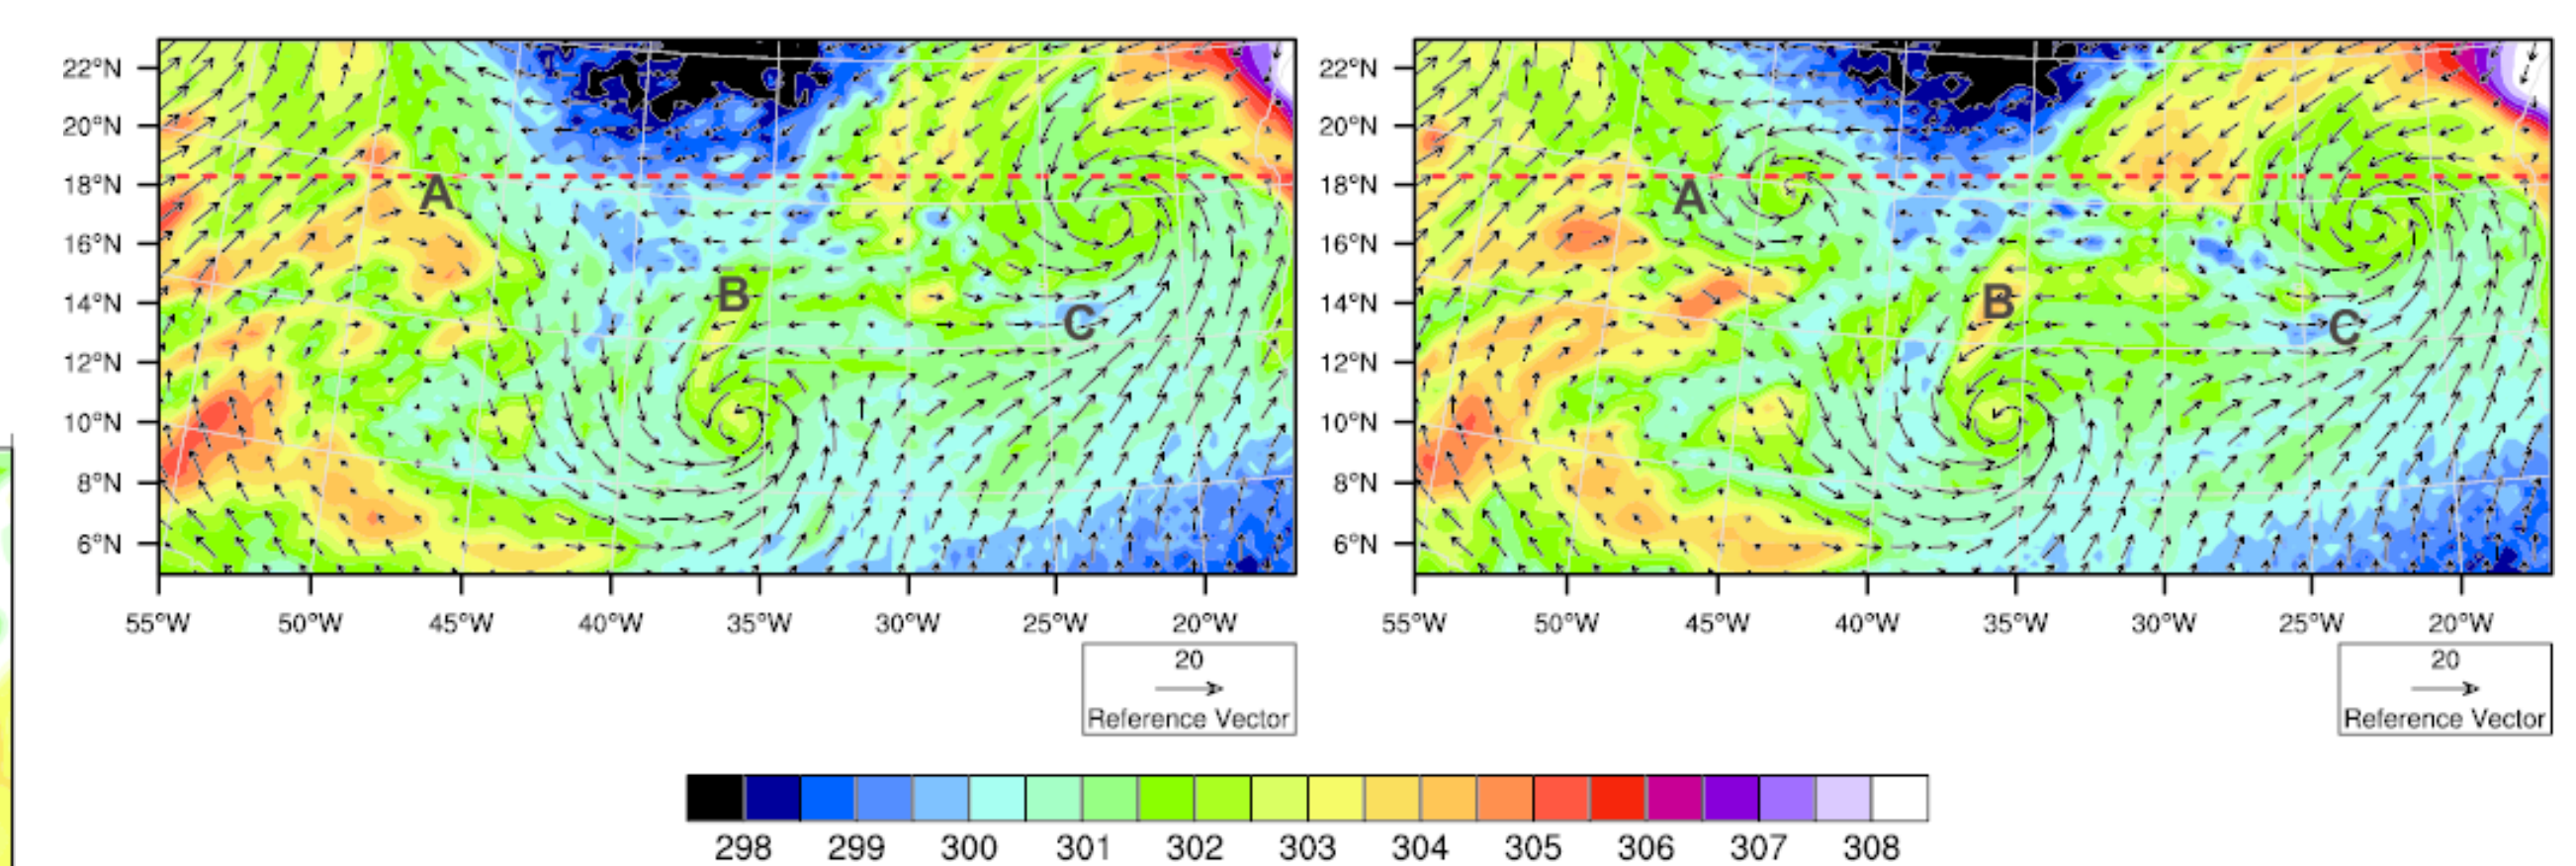 22°N
20°N
18°N
16°N
14°N
12°N
10°N
8°N
6°N
A
B
C
55°W 50°W 45°W 40°W 35°W 30°W 25°W 20°W
20
Reference Vector
22°N
20°N
18°N
16°N
14°N
12°N
10°N
8°N
6°N
A
B
C
55°W 50°W 45°W 40°W 35°W 30°W 25°W 20°W
20
Reference Vector
298 299 300 301 302 303 304 305 306 307 308